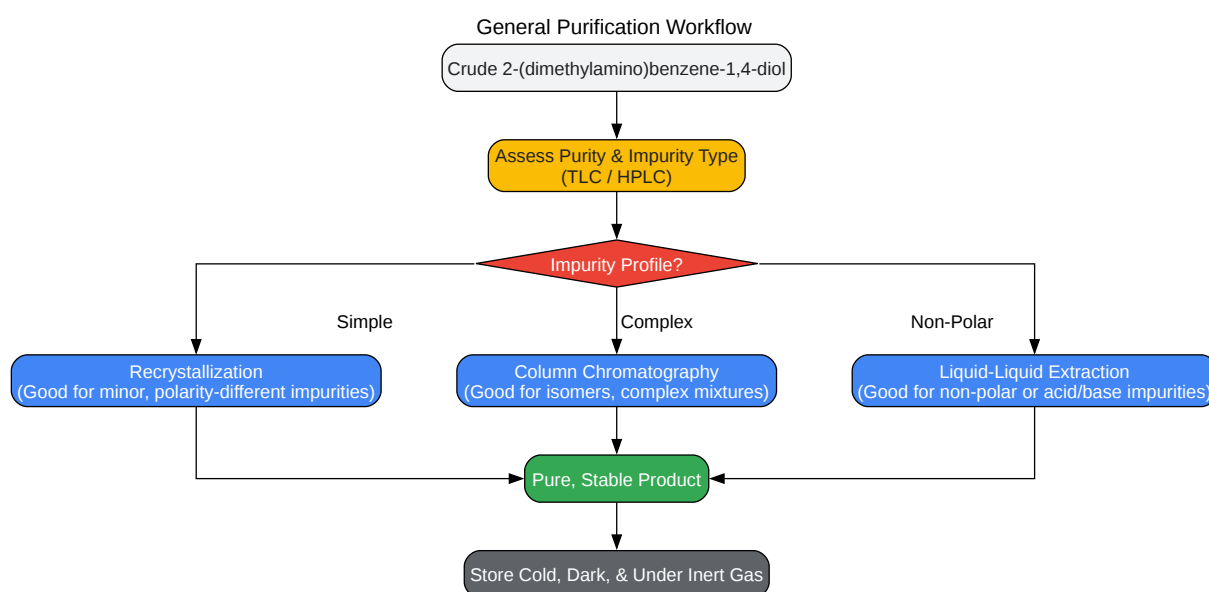 General Purification Workflow
Crude 2-(dimethylamino)benzene-1,4-diol
Assess Purity & Impurity Type
(TLC / HPLC)
Impurity Profile?
Simple
Complex
Non-Polar
Recrystallization
(Good for minor, polarity-different impurities)
Column Chromatography
(Good for isomers, complex mixtures)
Liquid-Liquid Extraction
(Good for non-polar or acid/base impurities)
Pure, Stable Product
Store Cold, Dark, & Under Inert Gas